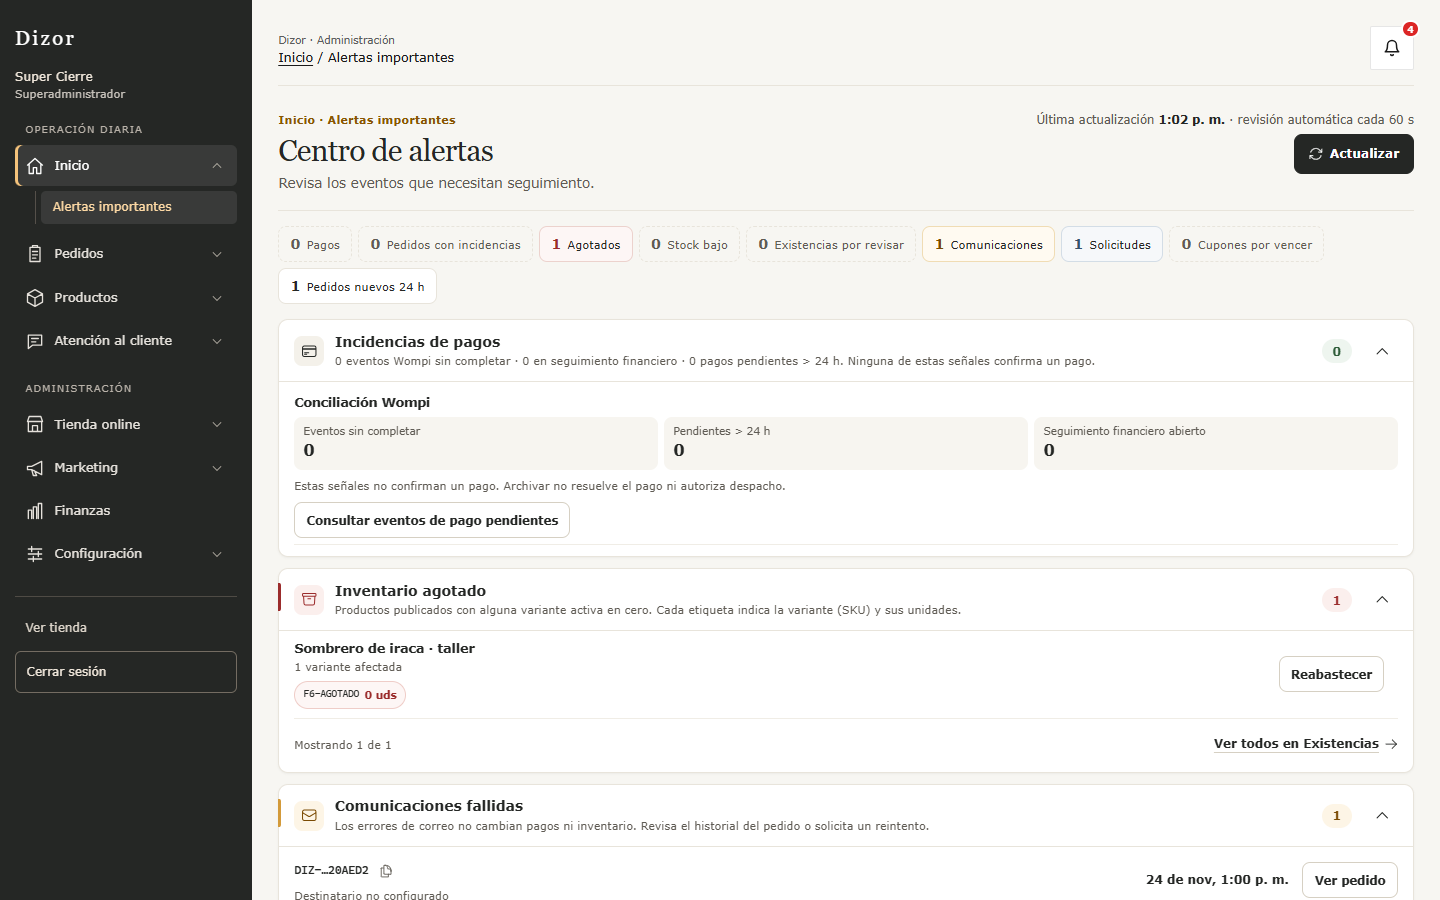 Dizor
Super Cierre
Superadministrador
OPERACIÓN DIARIA
Inicio
Alertas importantes
Pedidos
Productos
Atención al cliente
ADMINISTRACIÓN
Tienda online
Marketing
Finanzas
Configuración
Ver tienda
Cerrar sesión
Dizor · Administración
Inicio / Alertas importantes
4
Inicio · Alertas importantes
Centro de alertas
Revisa los eventos que necesitan seguimiento.
Última actualización 1:02 p. m. · revisión automática cada 60 s
Actualizar
0 Pagos
0 Pedidos con incidencias
1 Agotados
0 Stock bajo
0 Existencias por revisar
1 Comunicaciones
1 Solicitudes
0 Cupones por vencer
1 Pedidos nuevos 24 h
Incidencias de pagos
0 eventos Wompi sin completar · 0 en seguimiento financiero · 0 pagos pendientes > 24 h. Ninguna de estas señales confirma un pago.
0
Conciliación Wompi
Eventos sin completar
0
Pendientes > 24 h
0
Seguimiento financiero abierto
0
Estas señales no confirman un pago. Archivar no resuelve el pago ni autoriza despacho.
Consultar eventos de pago pendientes
Inventario agotado
Productos publicados con alguna variante activa en cero. Cada etiqueta indica la variante (SKU) y sus unidades.
1
Sombrero de iraca · taller
1 variante afectada
F6-AGOTADO 0 uds
Reabastecer
Mostrando 1 de 1
Ver todos en Existencias →
Comunicaciones fallidas
Los errores de correo no cambian pagos ni inventario. Revisa el historial del pedido o solicita un reintento.
1
DIZ-…20AED2
Destinatario no configurado
24 de nov, 1:00 p. m.
Ver pedido